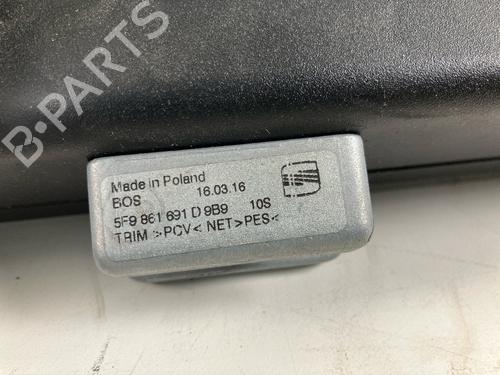 B-PARTS
Made in Poland
BOS 16.03.16
5F9 861 691 D 9B9 10S
TRIM :>PCV< NET>PES<